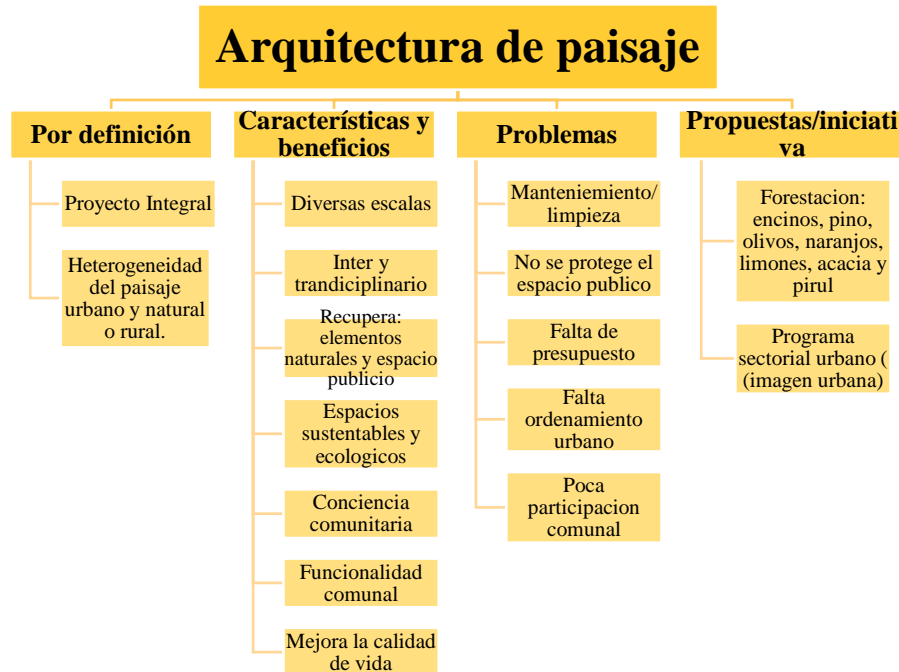 Arquitectura de paisaje
Por definición
Proyecto Integral
Heterogeneidad
del paisaje
urbano y natural
o rural.
Características y
beneficios
Diversas escalas
Inter y
trandiciplinario
Recupera:
elementos
naturales y espacio
publicio
Espacios
sustentables y
ecologicos
Conciencia
comunitaria
Funcionalidad
comunal
Mejora la calidad
de vida
Problemas
Manteniemiento/
limpieza
No se protege el
espacio publico
Falta de
presupuesto
Falta
ordenamiento
urbano
Poca
participacion
comunal
Propuestas/iniciati
va
Forestacion:
encinos, pino,
olivos, naranjos,
limones, acacia y
pirul
Programa
sectorial urbano (
(imagen urbana)